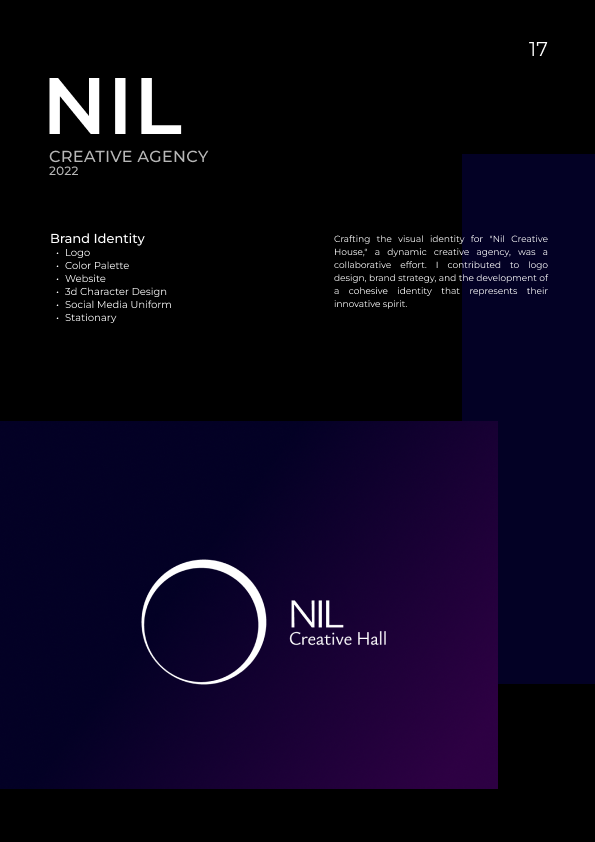 17
NIL
CREATIVE AGENCY
2022
Brand Identity
• Logo
• Color Palette
• Website
• 3d Character Design
• Social Media Uniform
• Stationary
Crafting the visual identity for "Nil Creative
House," a dynamic creative agency, was a
collaborative effort. I contributed to logo
design, brand strategy, and the development of
a cohesive identity that represents their
innovative spirit.
NIL
Creative Hall